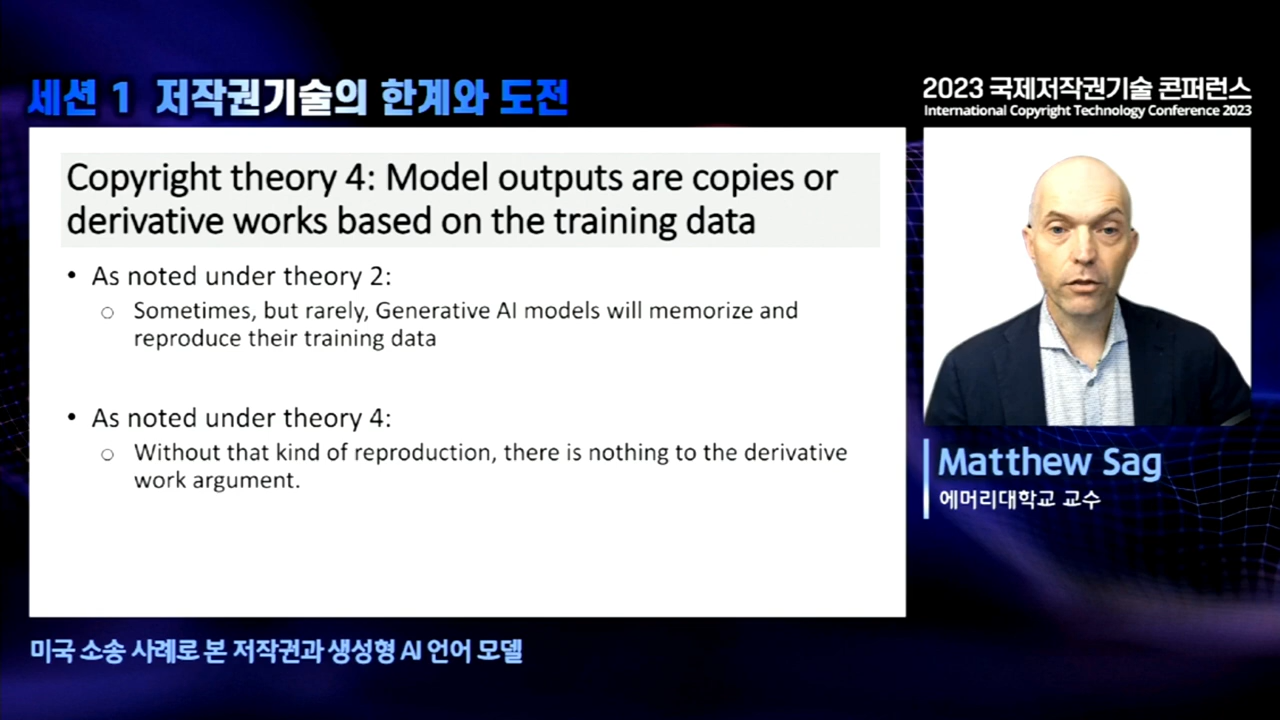 세션 1 저작권기술의 한계와 도전
2023 국제저작권기술 콘퍼런스
International Copyright Technology Conference 2023
Copyright theory 4: Model outputs are copies or
derivative works based on the training data
• As noted under theory 2:
○ Sometimes, but rarely, Generative AI models will memorize and
reproduce their training data
• As noted under theory 4:
○ Without that kind of reproduction, there is nothing to the derivative
work argument.
Matthew Sag
에머리대학교 교수
미국 소송 사례로 본 저작권과 생성형 AI 언어 모델